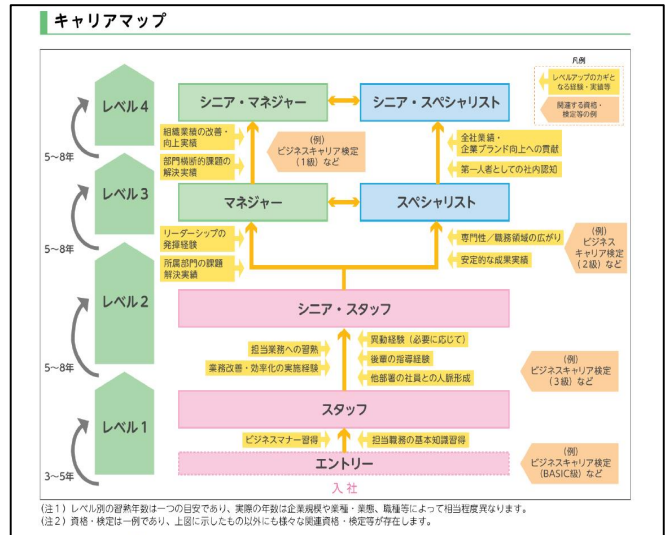 キャリアマップ
凡例
レベルアップのカギと
なる経験・実績等
関連する資格・
検定等の例
レベル4
シニア・マネジャー
シニア・スペシャリスト
組織業績の改善・
向上実績
部門横断的課題の
解決実績
(例)
ビジネスキャリア検定
(1級)など
全社業績・
企業ブランド向上への貢献
第一人者としての社内認知
5~8年
レベル3
マネジャー
スペシャリスト
リーダーシップの
発揮経験
所属部門の課題
解決実績
専門性/職務領域の広がり
安定的な成果実績
(例)
ビジネス
キャリア検定
(2級)など
5~8年
レベル2
シニア・スタッフ
担当業務への習熟
業務改善・効率化の実施経験
異動経験(必要に応じて)
後輩の指導経験
他部署の社員との人脈形成
(例)
ビジネスキャリア検定
(3級)など
5~8年
レベル1
スタッフ
ビジネスマナー習得
担当職務の基本知識習得
(例)
ビジネスキャリア検定
(BASIC級)など
3~5年
エントリー
入社
(注1)レベル別の習熟年数は一つの目安であり、実際の年数は企業規模や業種・業態、職種等によって相当程度異なります。
(注2)資格・検定は一例であり、上図に示したもの以外にも様々な関連資格・検定等が存在します。